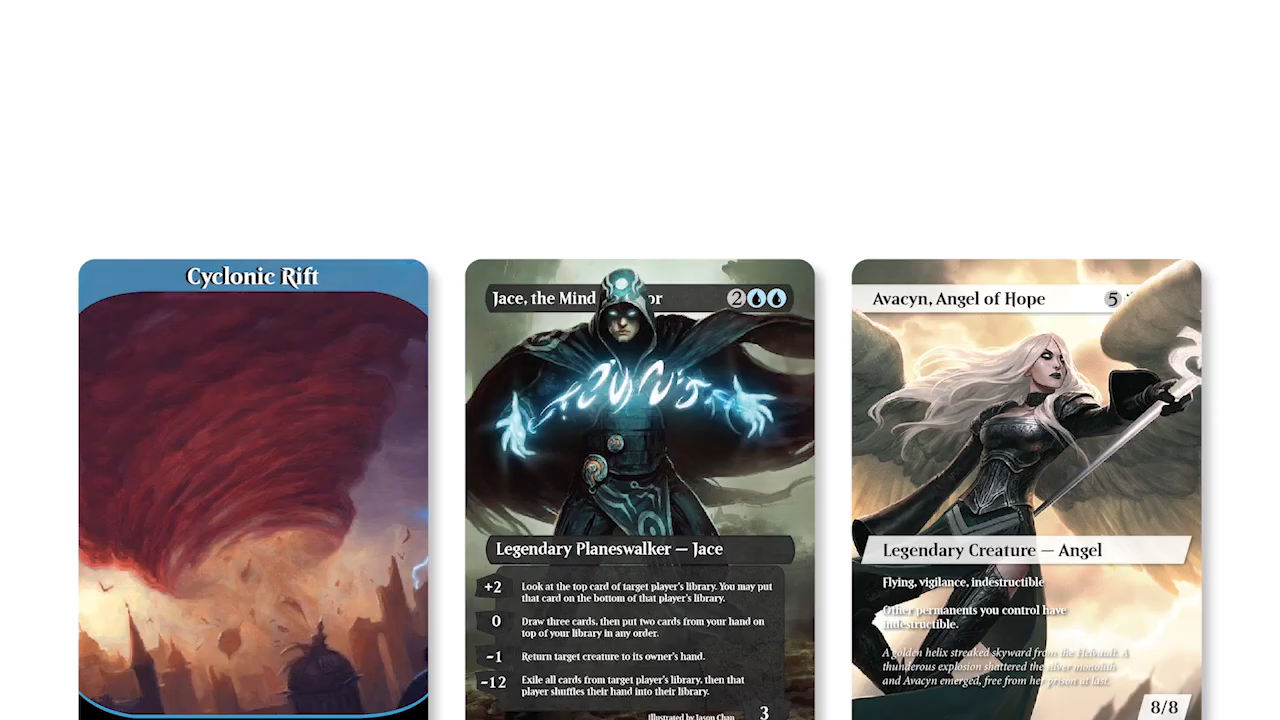 Cyclonic Rift
Jace, the Mind or
2
Legendary Planeswalker — Jace
+2 Look at the top card of target player's library. You may put
that card on the bottom of that player's library.
0 Draw three cards, then put two cards from your hand on
top of your library in any order.
−1 Return target creature to its owner's hand.
−12 Exile all cards from target player's library, then that
player shuffles their hand into their library.
Illustrated by Jason Chan
3
Avacyn, Angel of Hope
5
Legendary Creature — Angel
Flying, vigilance, indestructible
Other permanents you control have
indestructible.
A golden helix streaked skyward from the Helvault. A
thunderous explosion shattered the silver monolith
and Avacyn emerged, free from her prison at last.
8/8